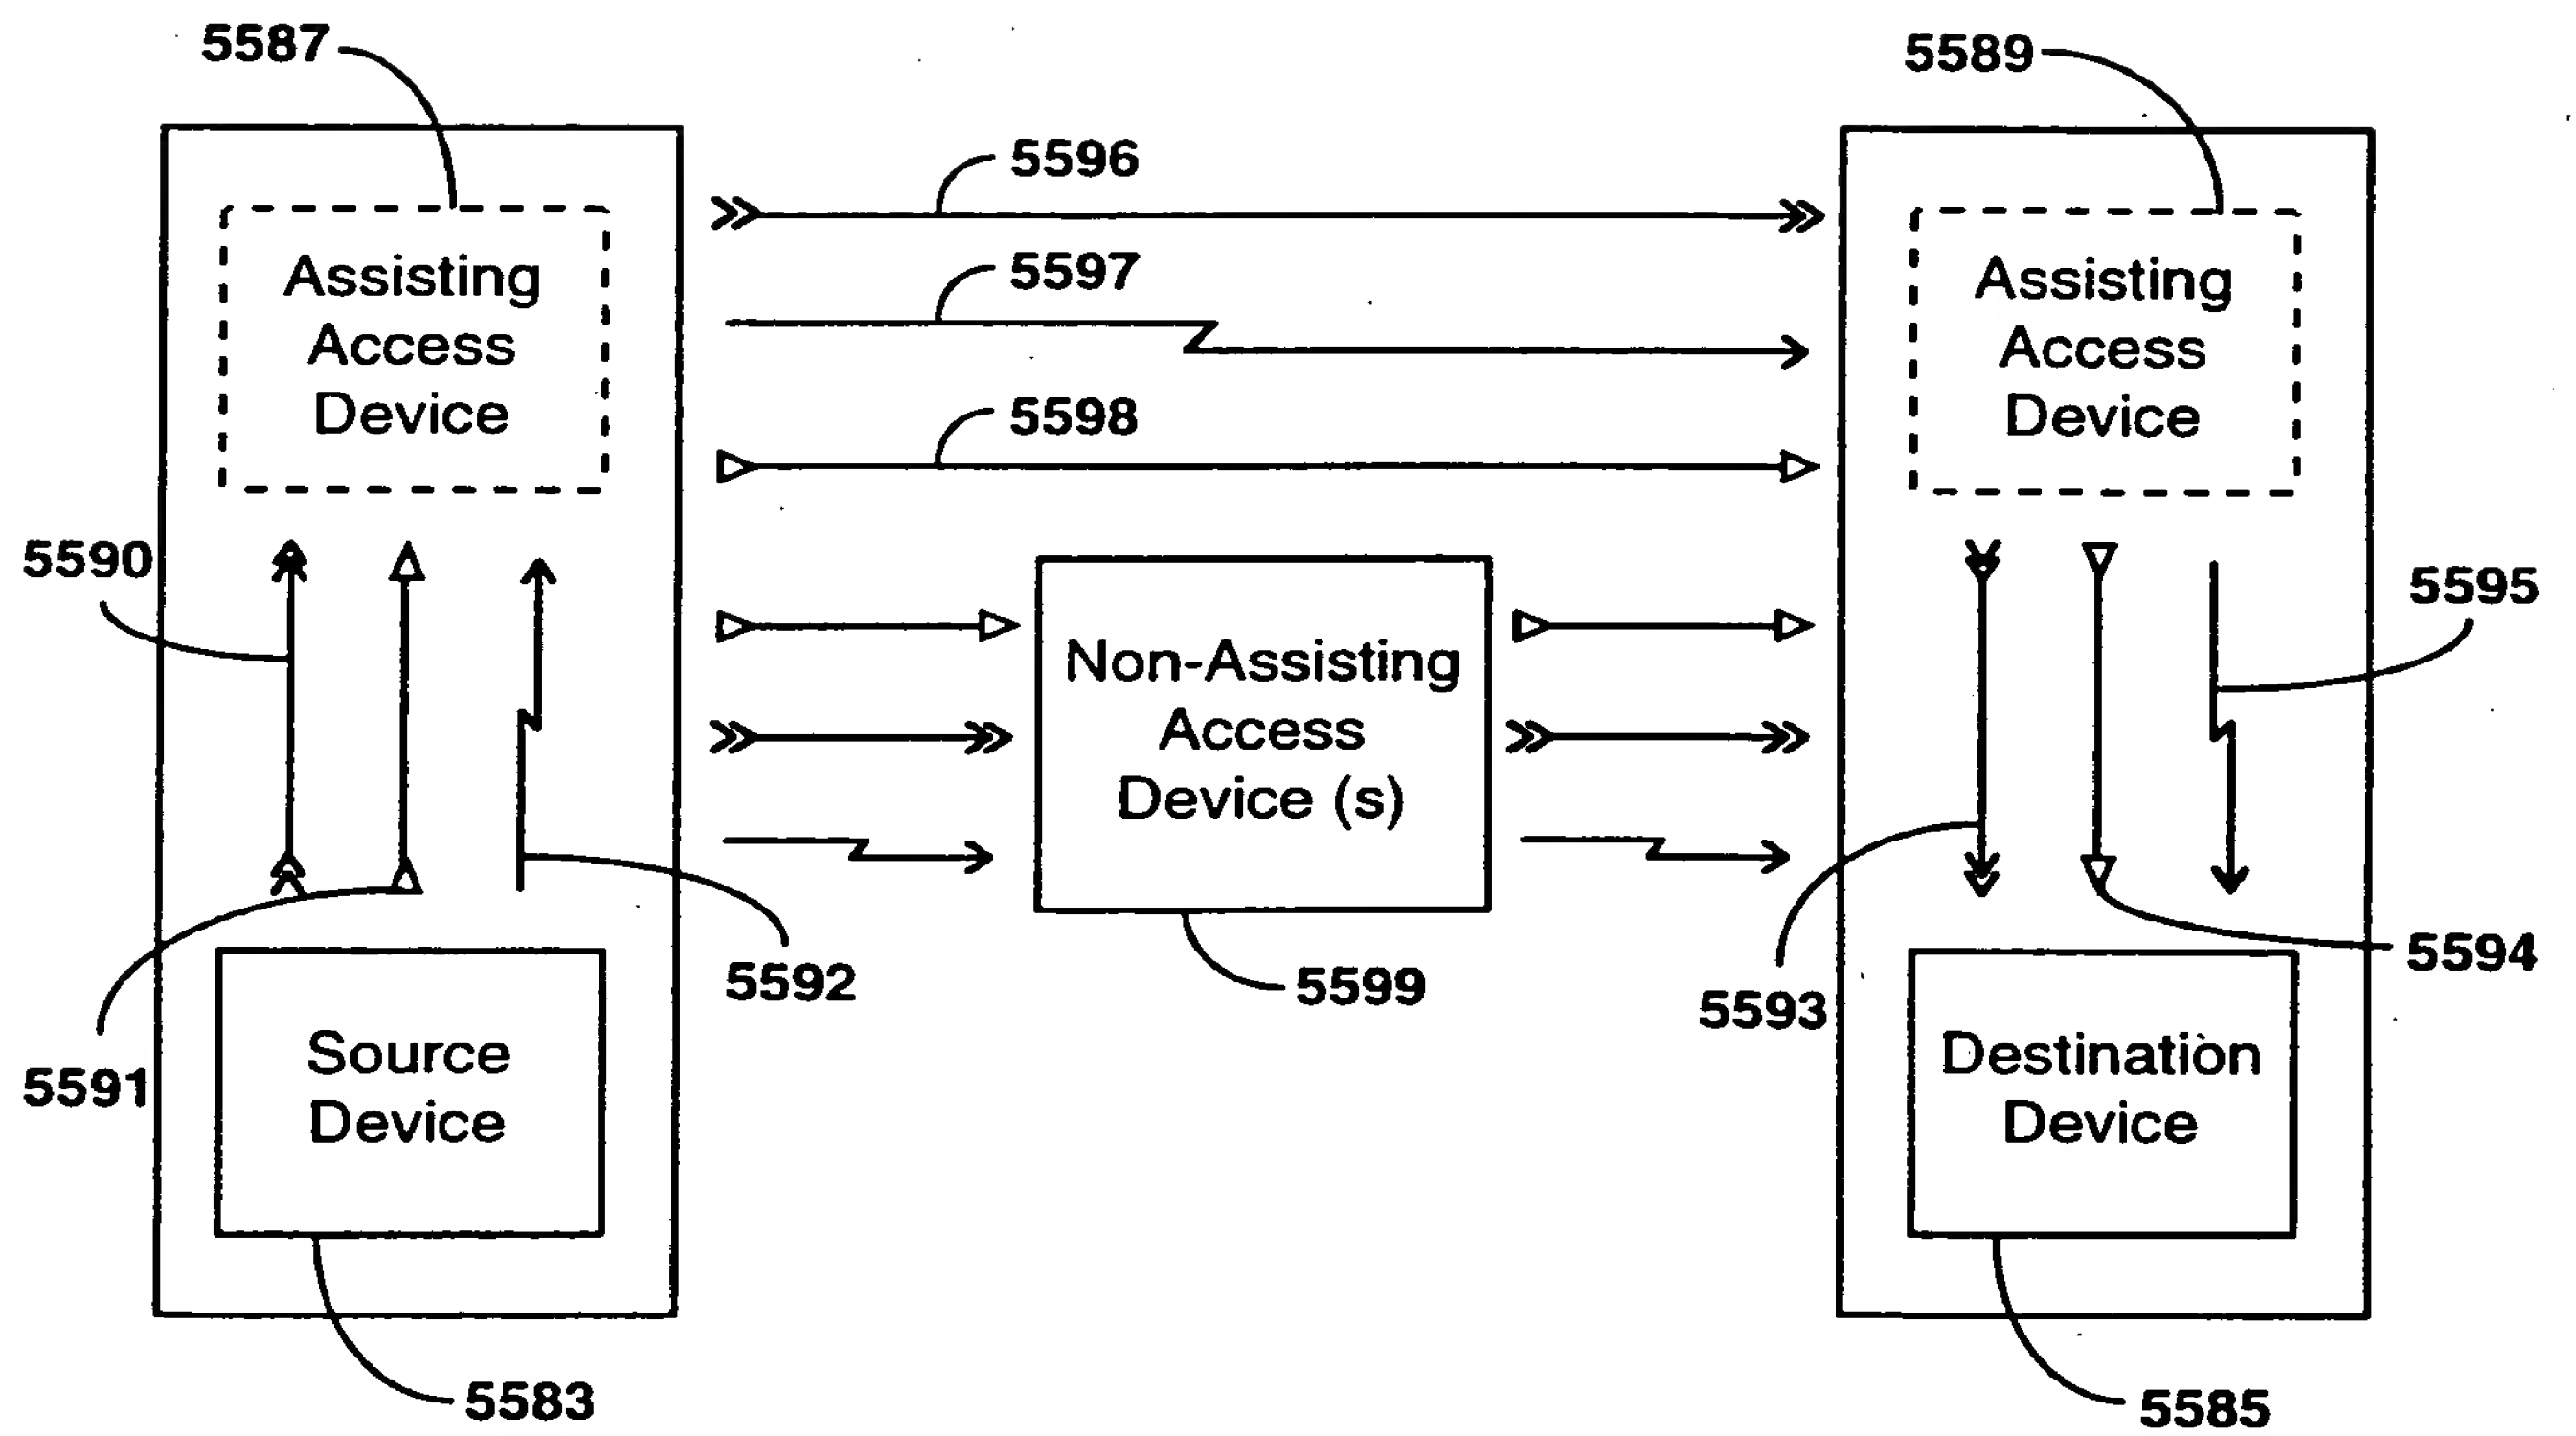 5587
5589
5596
5597
5598
Assisting
Access
Device
Assisting
Access
Device
5590
5595
Non-Assisting
Access
Device (s)
5592
5599
5593
5594
5591
Source
Device
Destination
Device
5583
5585